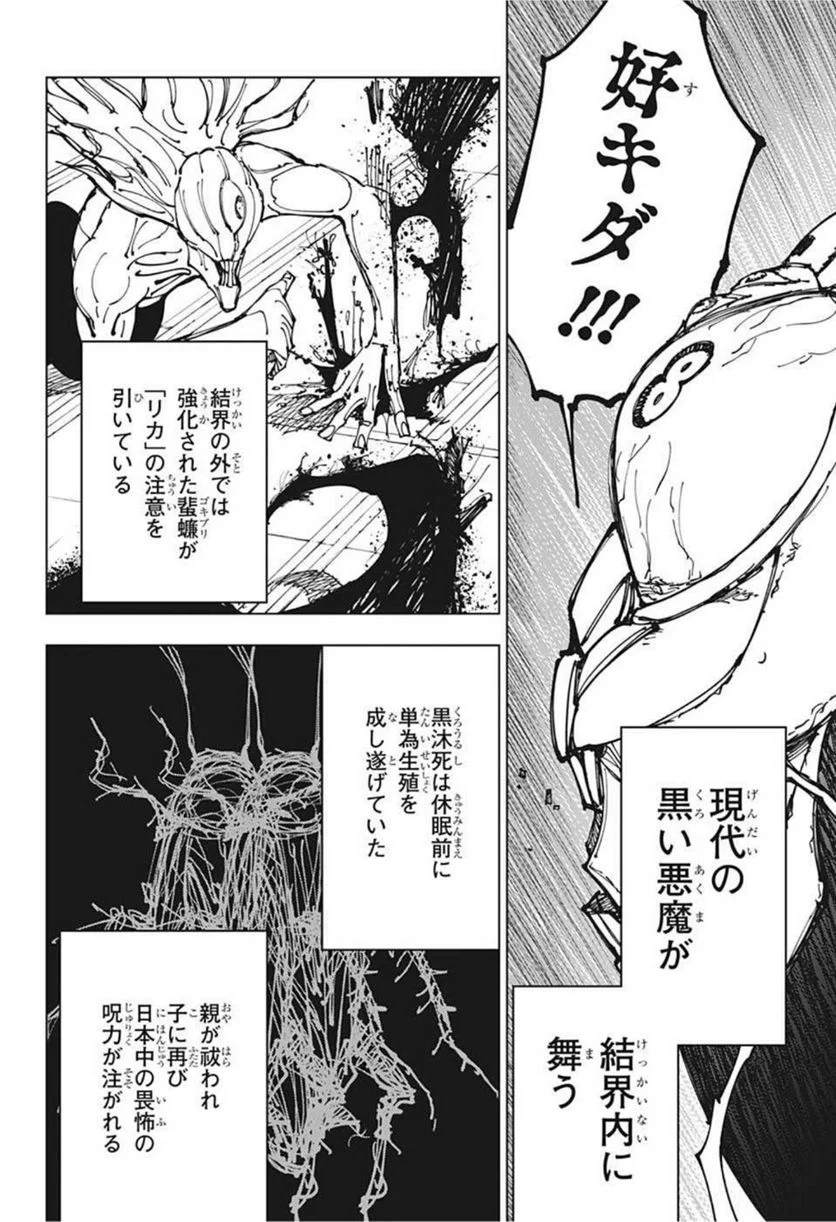 好キダ!!!
現代の
黒い悪魔が
結界内に
舞う
結界の外では
強化された蜚蠊が
「リカ」の注意を
引いている
黒沐死は休眠前に
単為生殖を
成し遂げていた
親が祓われ
子に再び
日本中の畏怖の
呪力が注がれる